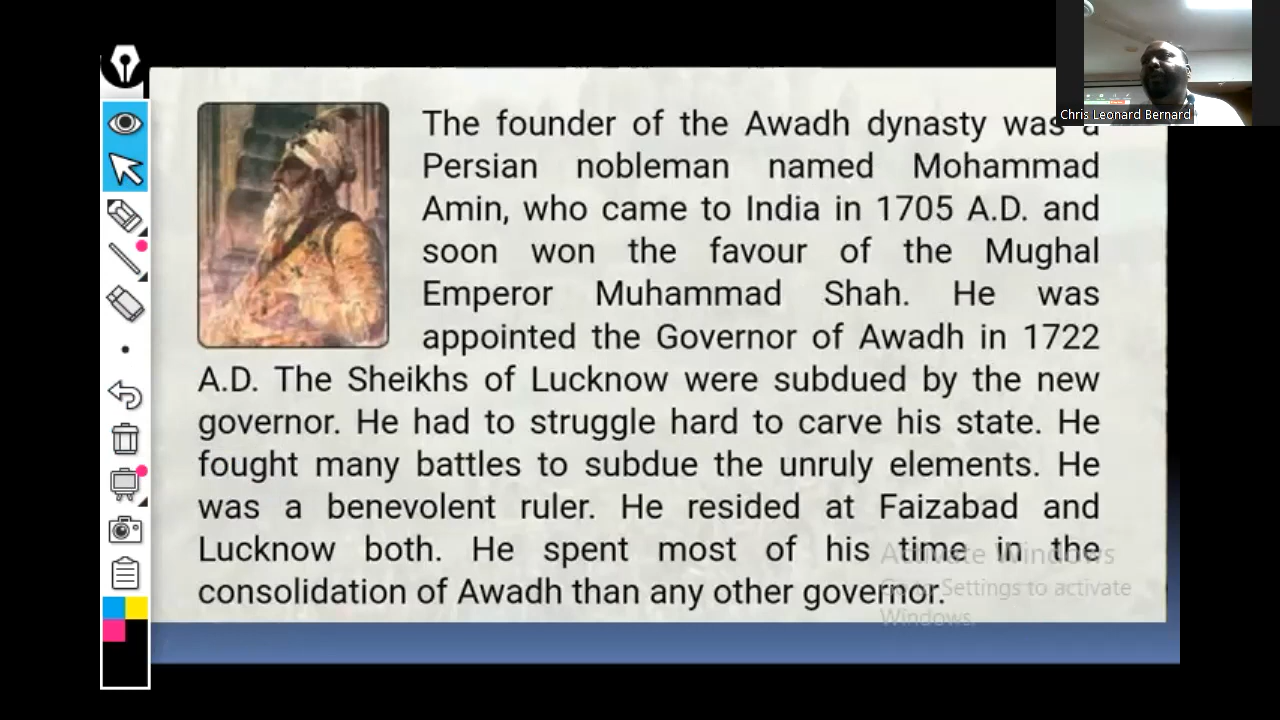 Chris Leonard Bernard
The founder of the Awadh dynasty was a
Persian nobleman named Mohammad
Amin, who came to India in 1705 A.D. and
soon won the favour of the Mughal
Emperor Muhammad Shah. He was
appointed the Governor of Awadh in 1722
A.D. The Sheikhs of Lucknow were subdued by the new
governor. He had to struggle hard to carve his state. He
fought many battles to subdue the unruly elements. He
was a benevolent ruler. He resided at Faizabad and
Lucknow both. He spent most of his time in the
consolidation of Awadh than any other governor.
Activate Windows
Go to Settings to activate
Windows.